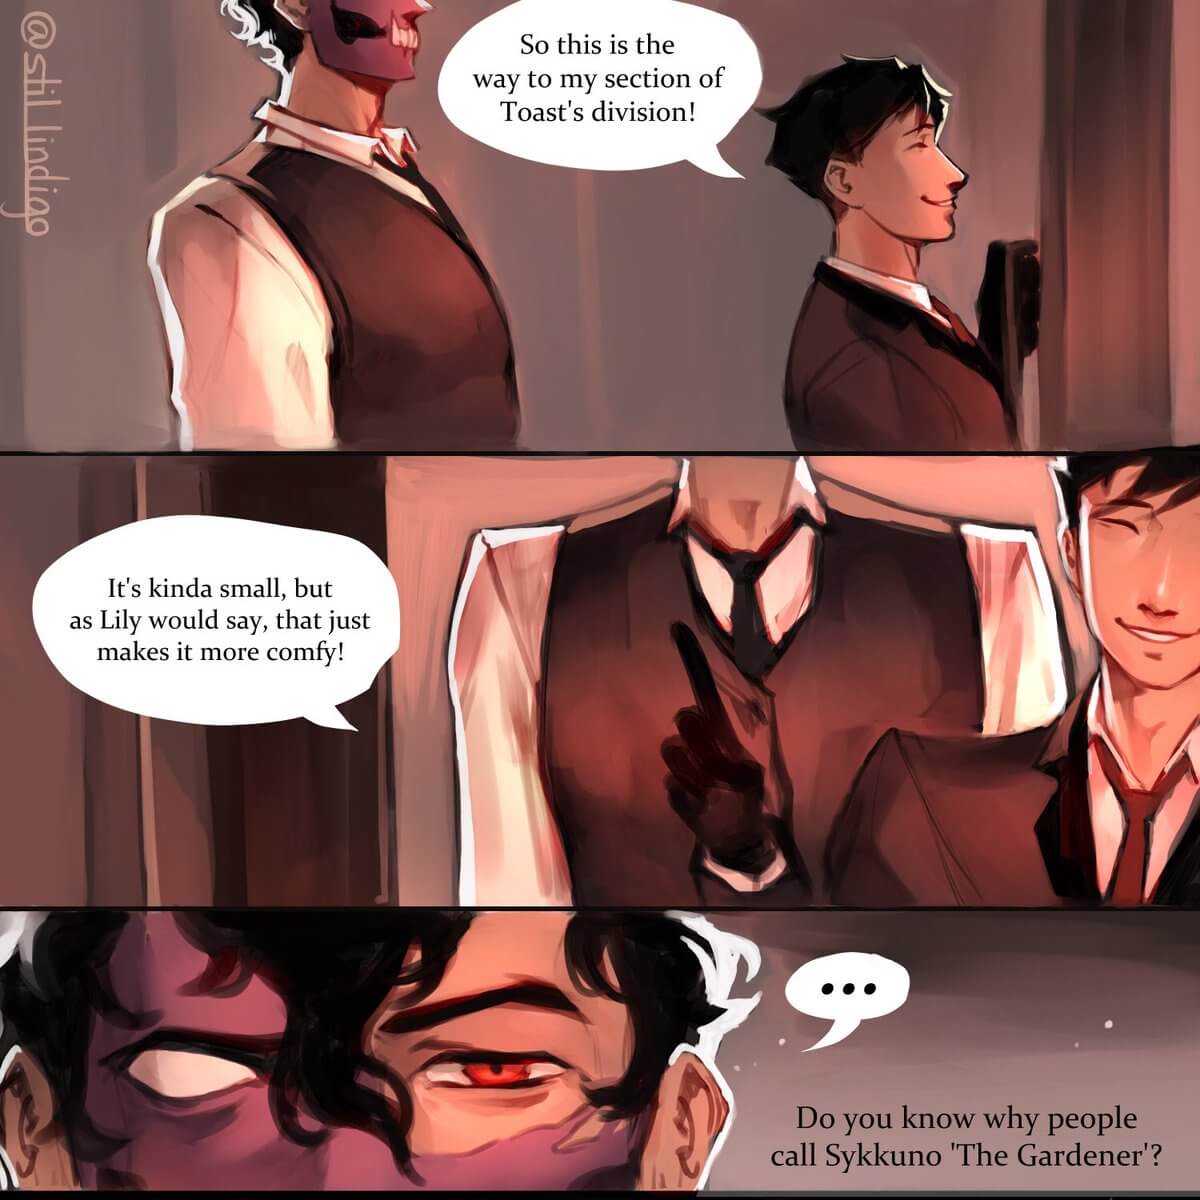 @stil_lindigo
So this is the
way to my section of
Toast's division!
It's kinda small, but
as Lily would say, that just
makes it more comfy!
...
Do you know why people
call Sykkuno 'The Gardener'?